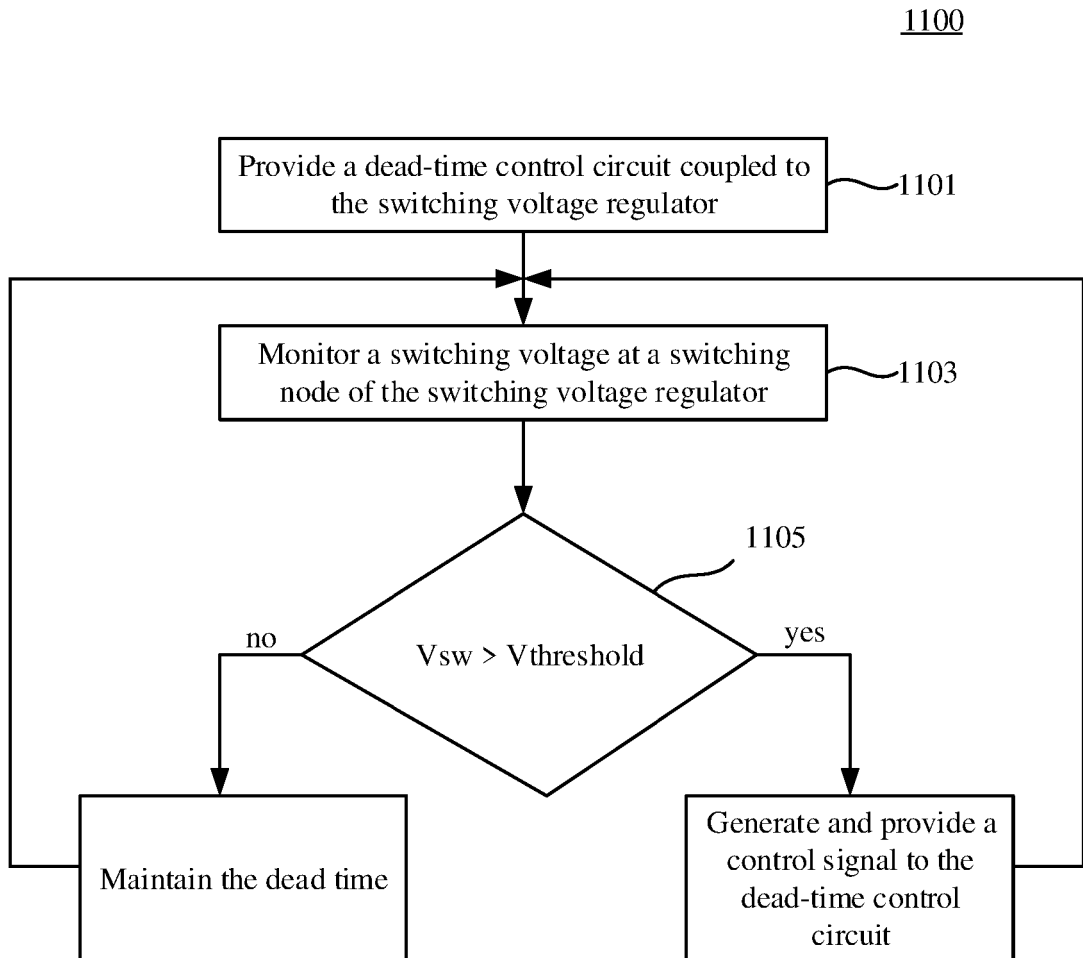 1100
Provide a dead-time control circuit coupled to
the switching voltage regulator
1101
Monitor a switching voltage at a switching
node of the switching voltage regulator
1103
1105
no
Vsw > Vthreshold
yes
Maintain the dead time
Generate and provide a
control signal to the
dead-time control
circuit